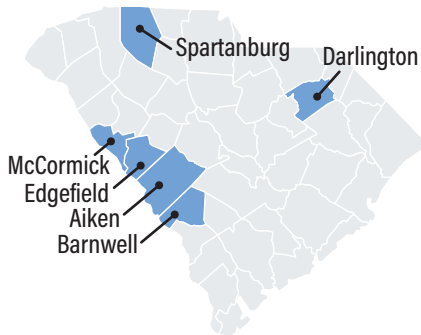 Spartanburg
Darlington
McCormick
Edgefield
Aiken
Barnwell